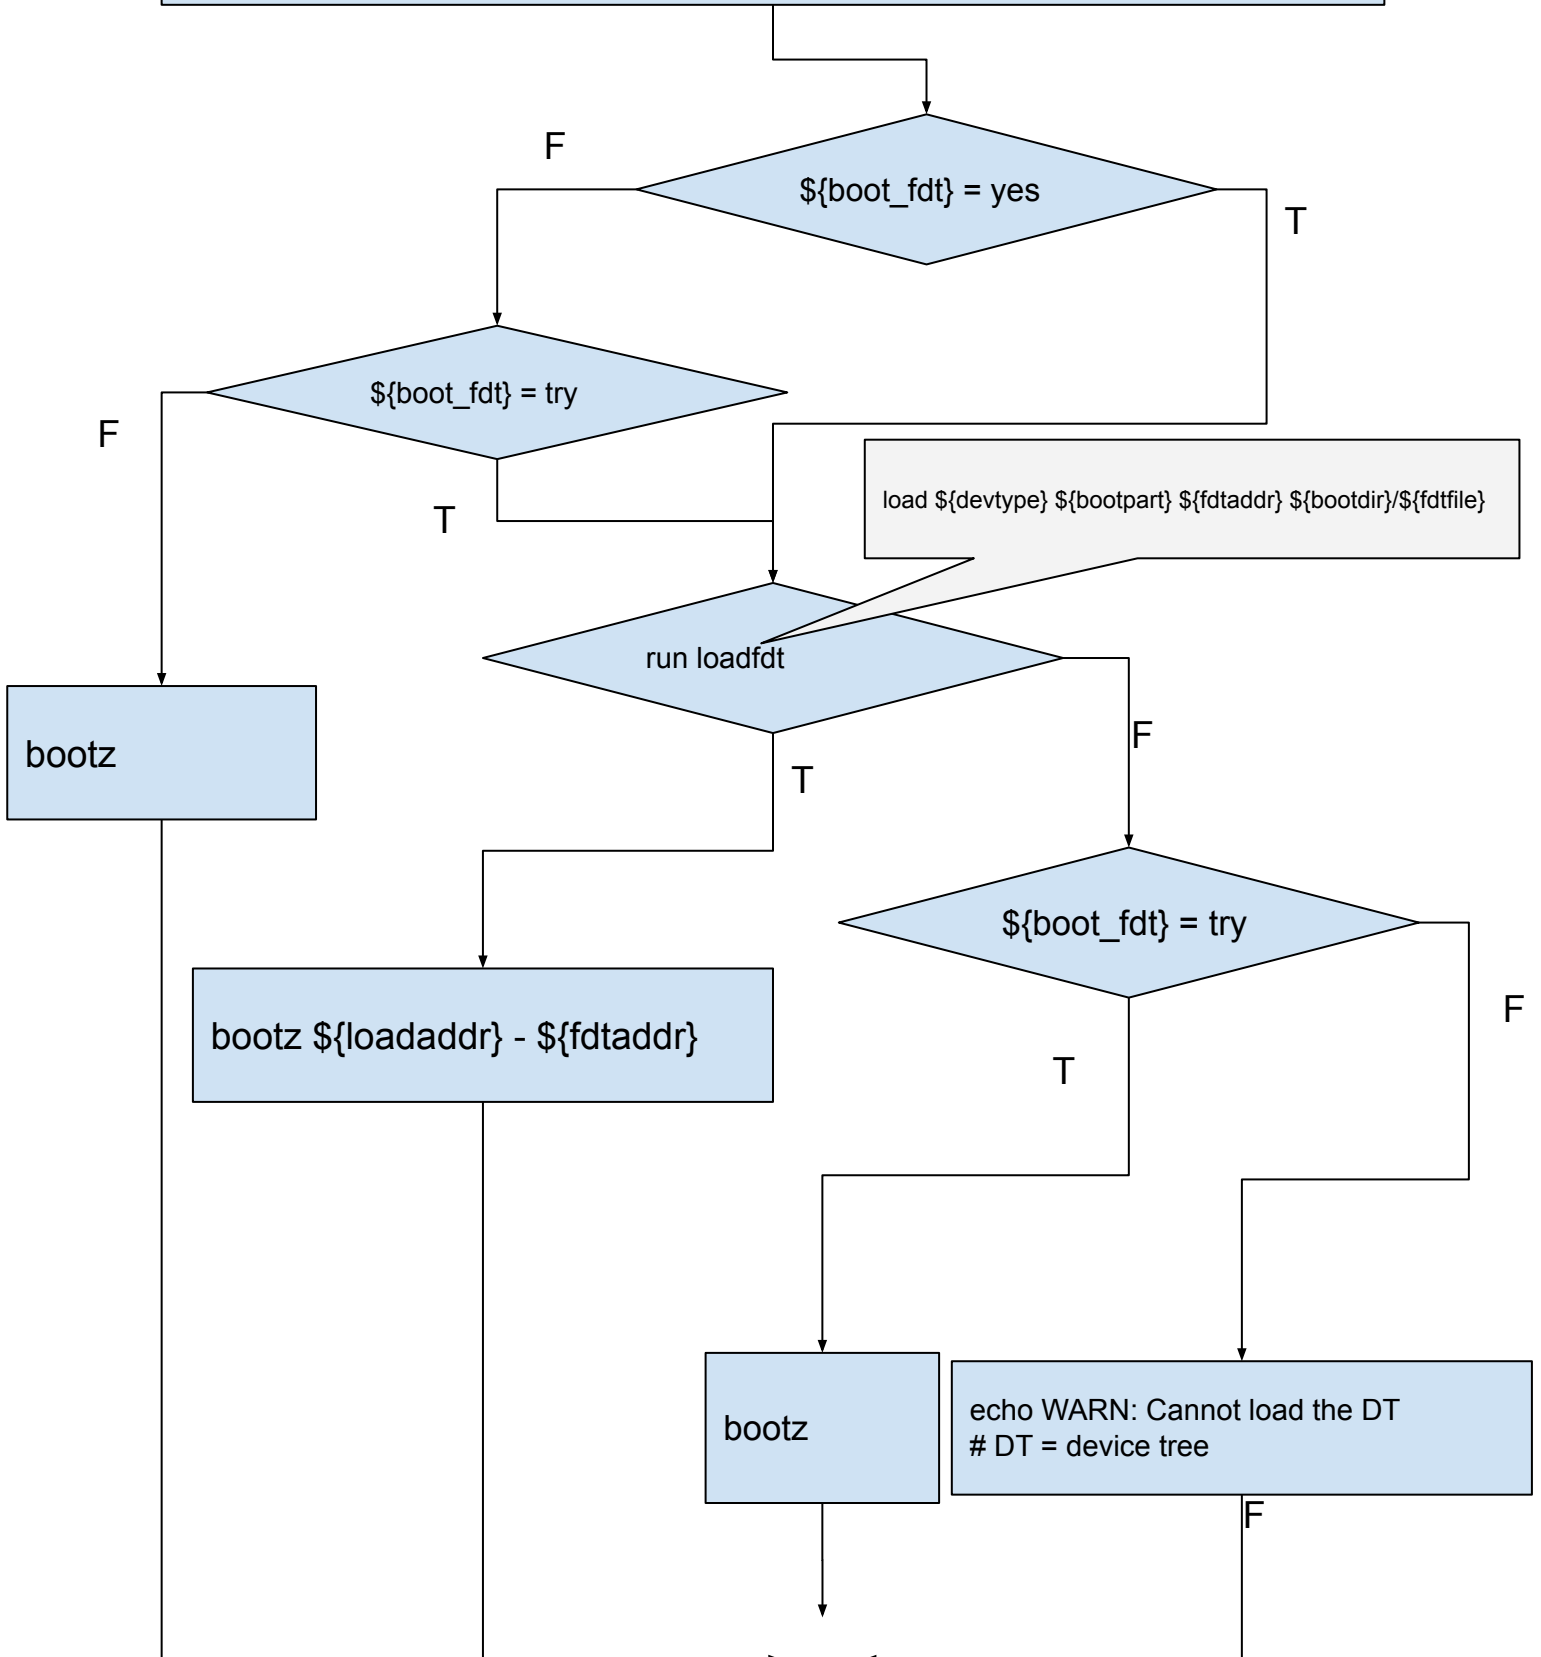 F
${boot_fdt} = yes
T
${boot_fdt} = try
F
load ${devtype} ${bootpart} ${fdtaddr} ${bootdir}/${fdtfile}
T
run loadfdt
F
bootz
T
${boot_fdt} = try
F
bootz ${loadaddr} - ${fdtaddr}
T
echo WARN: Cannot load the DT
# DT = device tree
bootz
F